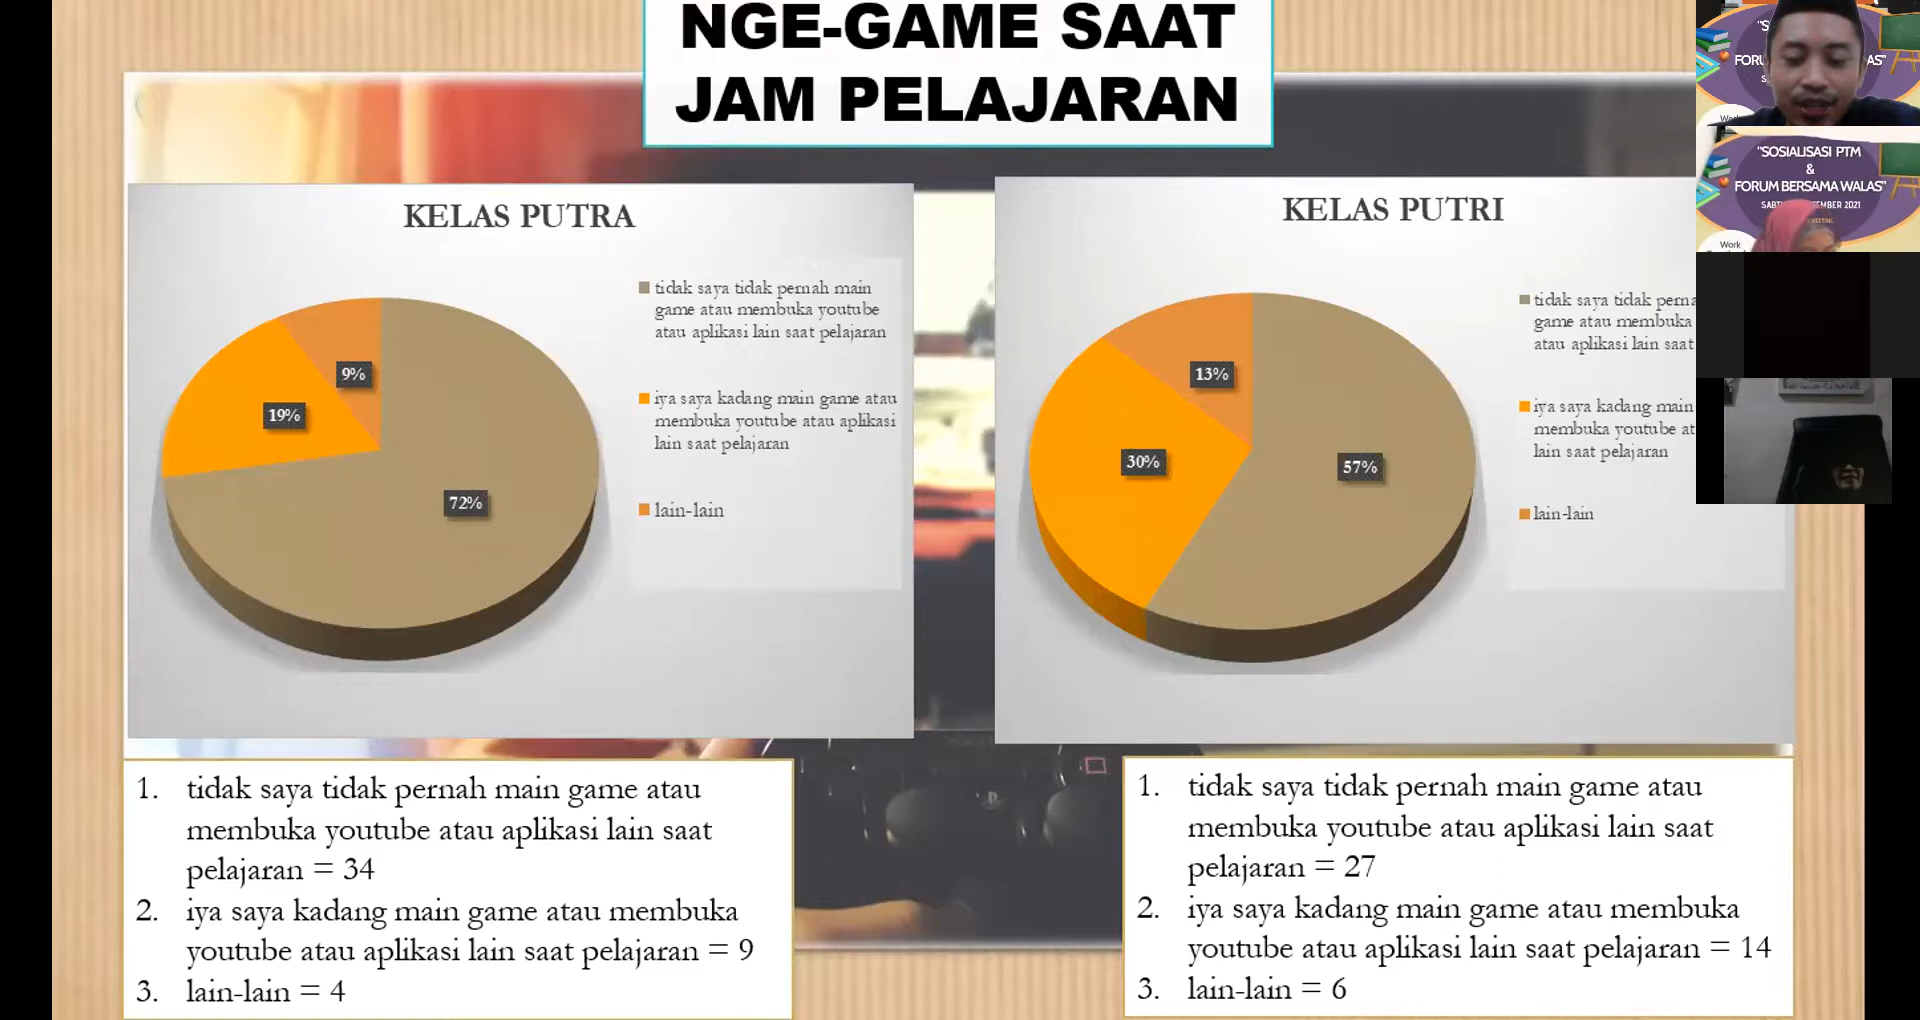 NGE-GAME SAAT
JAM PELAJARAN
KELAS PUTRA
tidak saya tidak pernah main
game atau membuka youtube
atau aplikasi lain saat pelajaran
iya saya kadang main game atau
membuka youtube atau aplikasi
lain saat pelajaran
lain-lain
9%
19%
72%
KELAS PUTRI
tidak saya tidak
game atau membuka
atau aplikasi lain saat
iya saya kadang main
membuka youtube
lain saat pelajaran
lain-lain
13%
30%
57%
1. tidak saya tidak pernah main game atau
membuka youtube atau aplikasi lain saat
pelajaran = 34
2. iya saya kadang main game atau membuka
youtube atau aplikasi lain saat pelajaran = 9
3. lain-lain = 4
1. tidak saya tidak pernah main game atau
membuka youtube atau aplikasi lain saat
pelajaran = 27
2. iya saya kadang main game atau membuka
youtube atau aplikasi lain saat pelajaran = 14
3. lain-lain = 6
"SOSIALISASI PTM
&
FORUM BERSAMA WALAS"
2021
Work